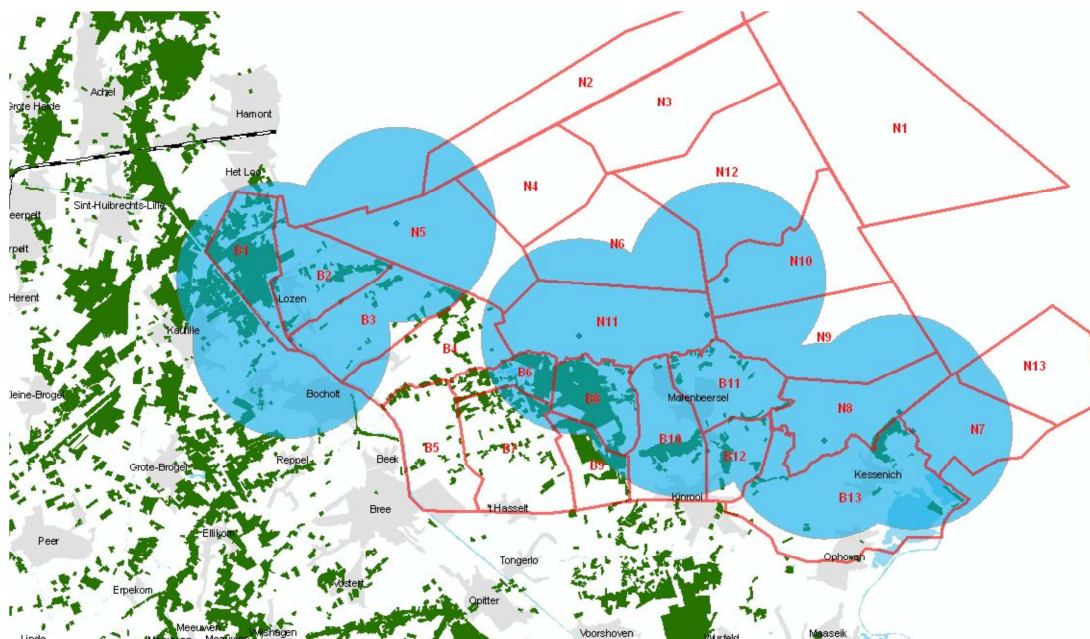 N2
Achel
N3
Grote Heide
Hamont
N1
Het Loo
N12
N4
Sint-Huibrechts-Lille
N5
N6
B1
N10
B2
Lozen
B3
N11
N9
Kaulille
B4
N13
B6
B11
Bocholt
B8
Molenbeersel
N8
N7
B10
B5
B7
B12
Grote-Brogel
Reppel
Beek
B9
Kessenich
Kinrooi
B13
't Hasselt
Bree
Ellikom
Peer
Tongerlo
Ophoven
Erpekom
Opitter
Voorshoven
Maaseik
Meeuwen